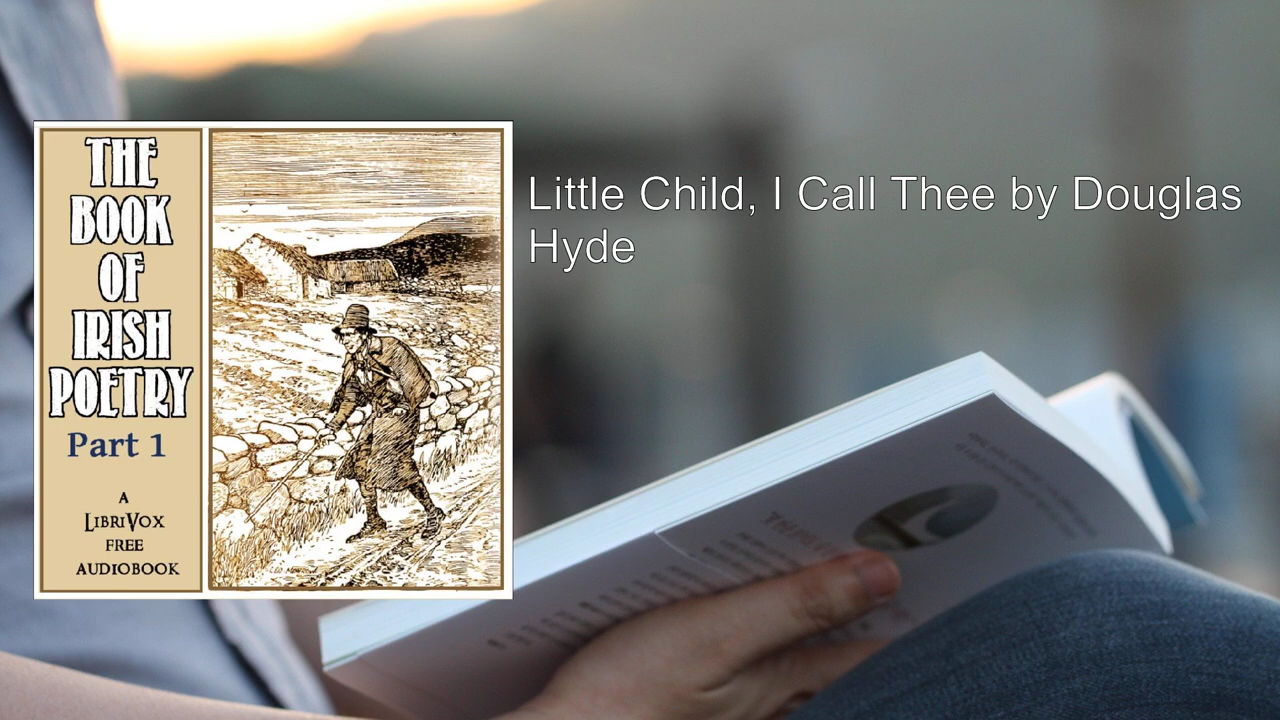 THE
BOOK
OF
IRISH
POETRY
Part 1
A
LIBRIVOX
FREE
AUDIOBOOK
Little Child, I Call Thee by Douglas
Hyde